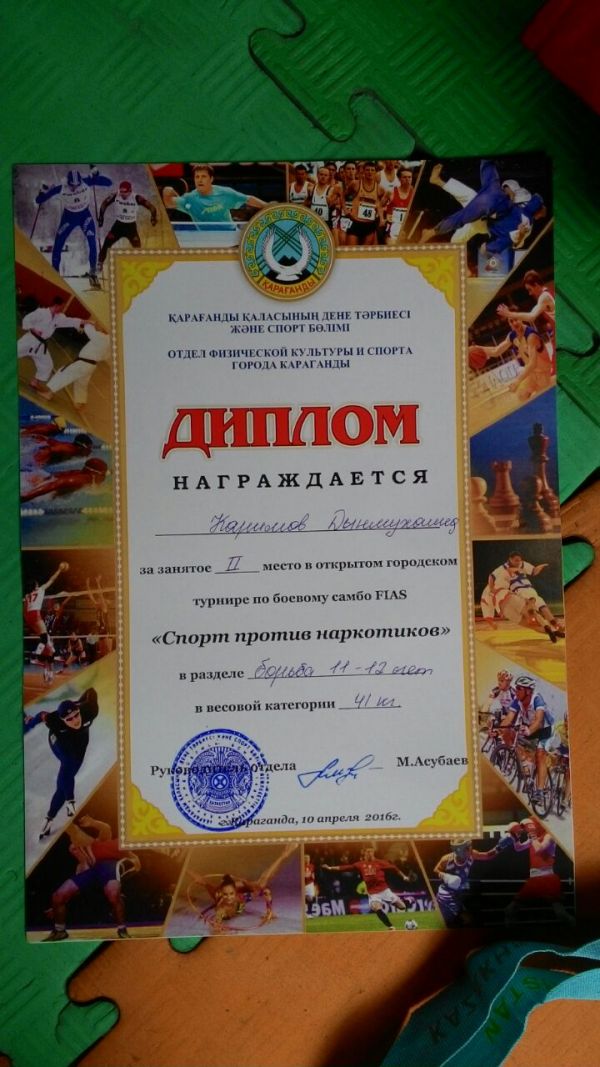 ҚАРАҒАНДЫ
ҚАРАҒАНДЫ ҚАЛАСЫНЫҢ ДЕНЕ ТӘРБИЕСІ
ЖӘНЕ СПОРТ БӨЛІМІ
ОТДЕЛ ФИЗИЧЕСКОЙ КУЛЬТУРЫ И СПОРТА
ГОРОДА КАРАГАНДЫ
ДИПЛОМ
НАГРАЖДАЕТСЯ
Каримов Дынмухамед
за занятое II место в открытом городском
турнире по боевому самбо FIAS
«Спорт против наркотиков»
в разделе борьба 11-12 лет
в весовой категории 41 кг.
Руководитель отдела М.Асубаев
г.Караганда, 10 апреля 2016г.